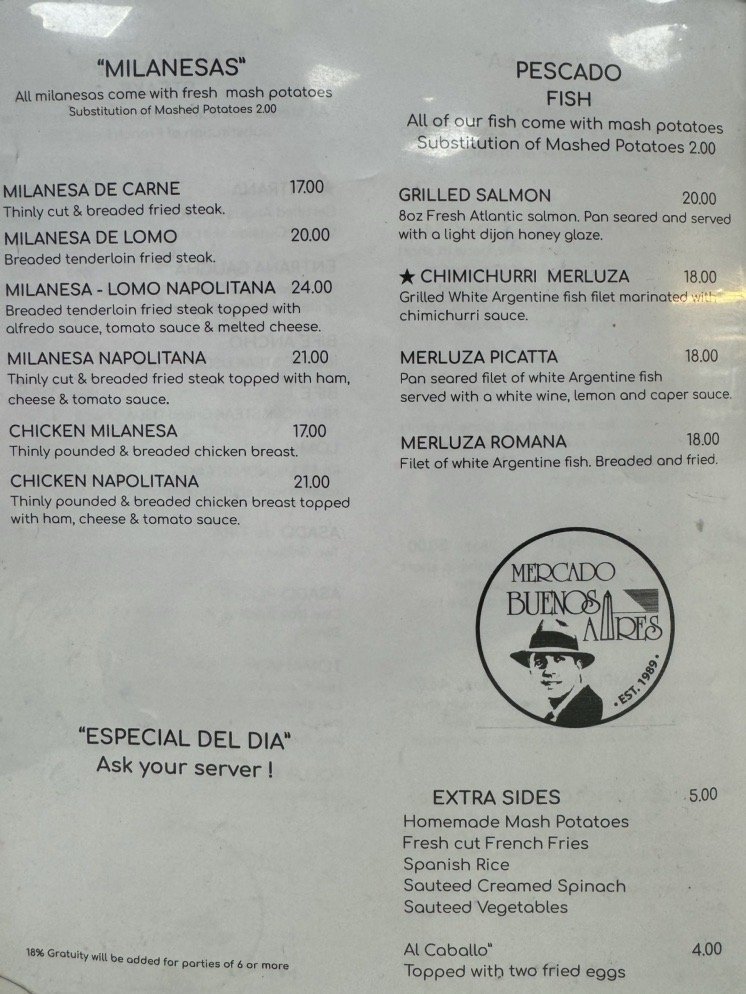 "MILANESAS"
All milanesas come with fresh mash potatoes
Substitution of Mashed Potatoes 2.00
MILANESA DE CARNE 17.00
Thinly cut & breaded fried steak.
MILANESA DE LOMO 20.00
Breaded tenderloin fried steak.
MILANESA - LOMO NAPOLITANA 24.00
Breaded tenderloin fried steak topped with
alfredo sauce, tomato sauce & melted cheese.
MILANESA NAPOLITANA 21.00
Thinly cut & breaded fried steak topped with ham,
cheese & tomato sauce.
CHICKEN MILANESA 17.00
Thinly pounded & breaded chicken breast.
CHICKEN NAPOLITANA 21.00
Thinly pounded & breaded chicken breast topped
with ham, cheese & tomato sauce.
"ESPECIAL DEL DIA"
Ask your server !
18% Gratuity will be added for parties of 6 or more
PESCADO
FISH
All of our fish come with mash potatoes
Substitution of Mashed Potatoes 2.00
GRILLED SALMON 20.00
8oz Fresh Atlantic salmon. Pan seared and served
with a light dijon honey glaze.
★ CHIMICHURRI MERLUZA 18.00
Grilled White Argentine fish filet marinated with
chimichurri sauce.
MERLUZA PICATTA 18.00
Pan seared filet of white Argentine fish
served with a white wine, lemon and caper sauce.
MERLUZA ROMANA 18.00
Filet of white Argentine fish. Breaded and fried.
MERCADO
BUENOS
AIRES
• EST. 1989 •
EXTRA SIDES 5.00
Homemade Mash Potatoes
Fresh cut French Fries
Spanish Rice
Sauteed Creamed Spinach
Sauteed Vegetables
Al Caballo" 4.00
Topped with two fried eggs